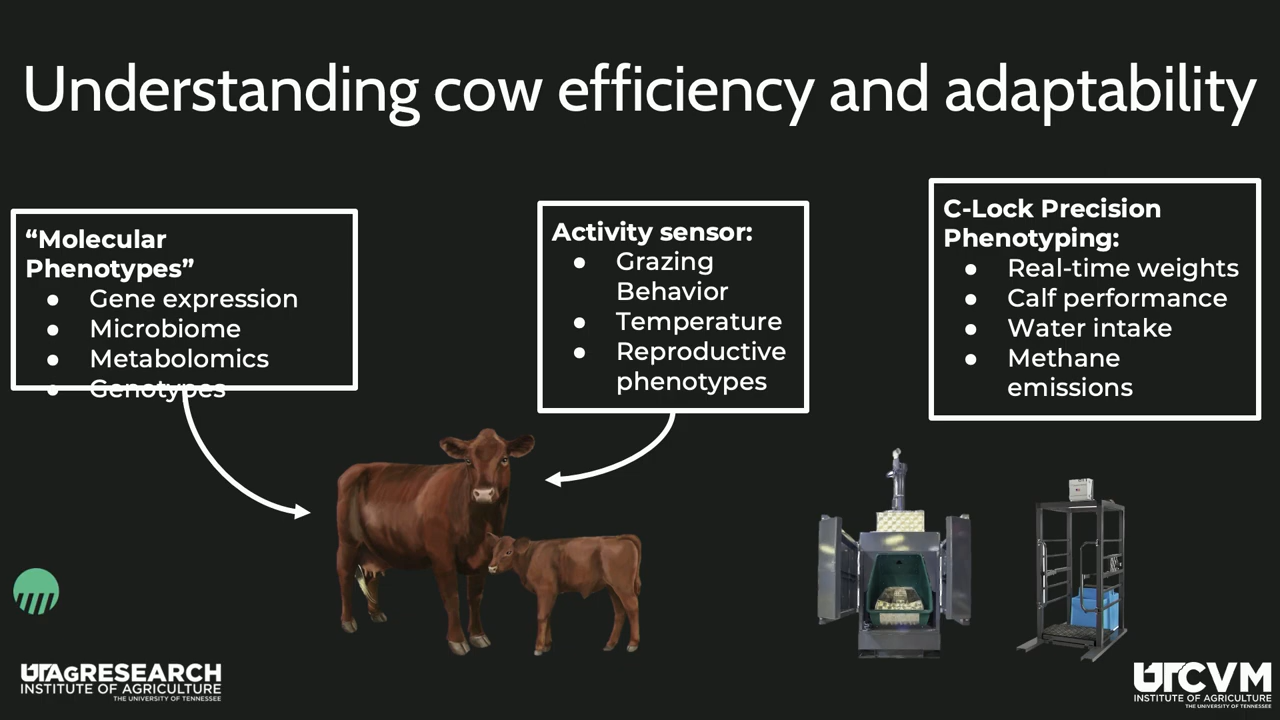 Understanding cow efficiency and adaptability
“Molecular
Phenotypes”
● Gene expression
● Microbiome
● Metabolomics
● Genotypes
Activity sensor:
● Grazing
Behavior
● Temperature
● Reproductive
phenotypes
C-Lock Precision
Phenotyping:
● Real-time weights
● Calf performance
● Water intake
● Methane
emissions
UTAgRESEARCH
INSTITUTE OF AGRICULTURE
THE UNIVERSITY OF TENNESSEE
UTCVM
INSTITUTE OF AGRICULTURE
THE UNIVERSITY OF TENNESSEE